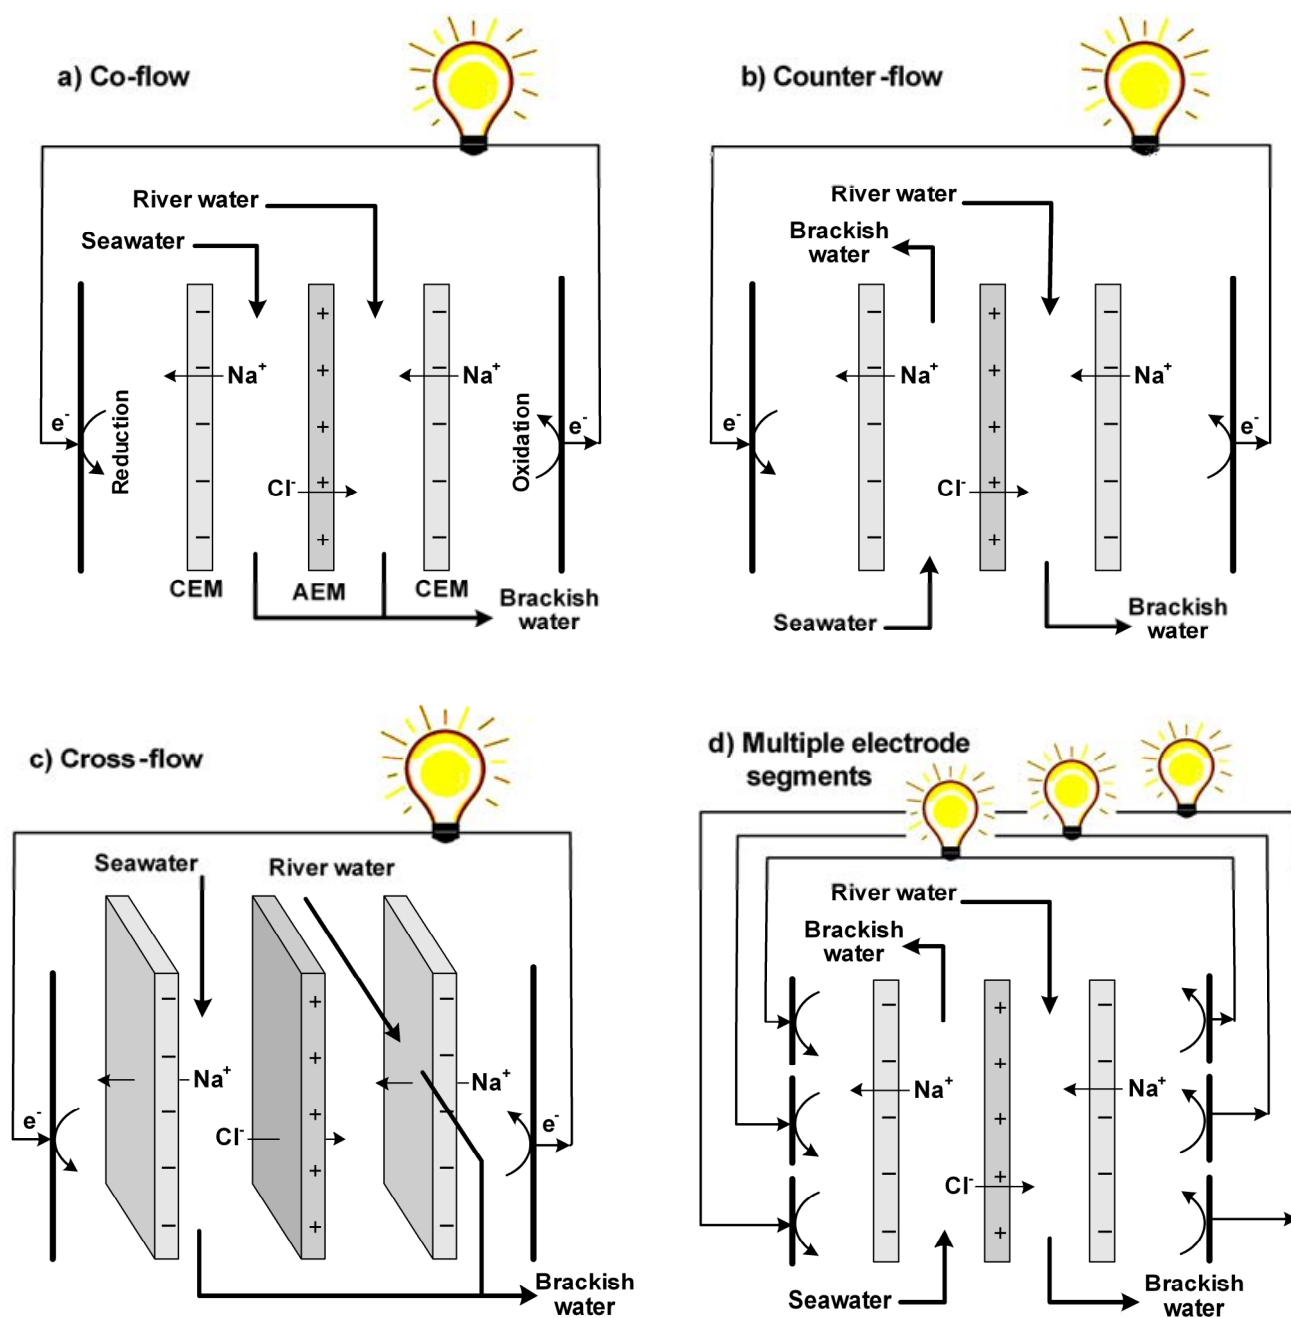 a) Co-flow
River water
Seawater
Na⁺
Na⁺
e⁻
Reduction
Oxidation
e⁻
Cl⁻
− − − − −
+ + + + +
− − − − −
CEM
AEM
CEM
Brackish
water
b) Counter-flow
River water
Brackish
water
Na⁺
Na⁺
e⁻
e⁻
Cl⁻
− − − − −
+ + + + +
− − − − −
Seawater
Brackish
water
c) Cross-flow
Seawater
River water
Na⁺
Na⁺
e⁻
e⁻
Cl⁻
− − − − −
+ + + + +
− − − − −
Brackish
water
d) Multiple electrode
segments
River water
Brackish
water
Na⁺
Na⁺
Cl⁻
− − − −
+ + + + +
− − − −
Seawater
Brackish
water